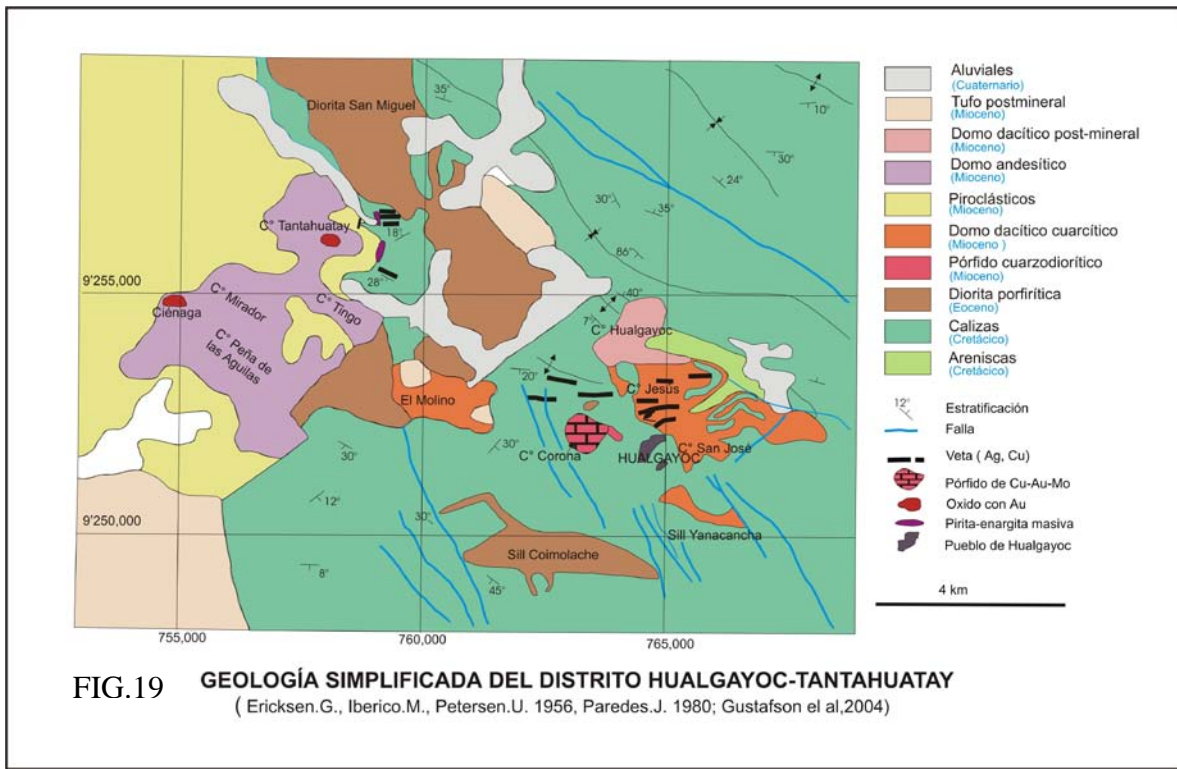 Diorita San Miguel
35°
10°
30°
24°
30°
35°
C° Tantahuatay
18°
86°
28°
9'255,000
40°
C° Mirador
C° Tingo
7°
C° Hualgayoc
Ciénaga
C° Peña de
las Aguilas
20°
C° Jesús
El Molino
30°
30°
C° Corona
HUALGAYOC
C° San José
12°
9'250,000
30°
Sill Yanacancha
Sill Coimolache
8°
45°
755,000
760,000
765,000
Aluviales
(Cuaternario)
Tufo postmineral
(Mioceno)
Domo dacítico post-mineral
(Mioceno)
Domo andesítico
(Mioceno)
Piroclásticos
(Mioceno)
Domo dacítico cuarcítico
(Mioceno )
Pórfido cuarzodiorítico
(Mioceno)
Diorita porfirítica
(Eoceno)
Calizas
(Cretácico)
Areniscas
(Cretácico)
12°
Estratificación
Falla
Veta ( Ag, Cu)
Pórfido de Cu-Au-Mo
Oxido con Au
Pirita-enargita masiva
Pueblo de Hualgayoc
4 km
FIG.19
GEOLOGÍA SIMPLIFICADA DEL DISTRITO HUALGAYOC-TANTAHUATAY
( Ericksen.G., Iberico.M., Petersen.U. 1956, Paredes.J. 1980; Gustafson el al,2004)